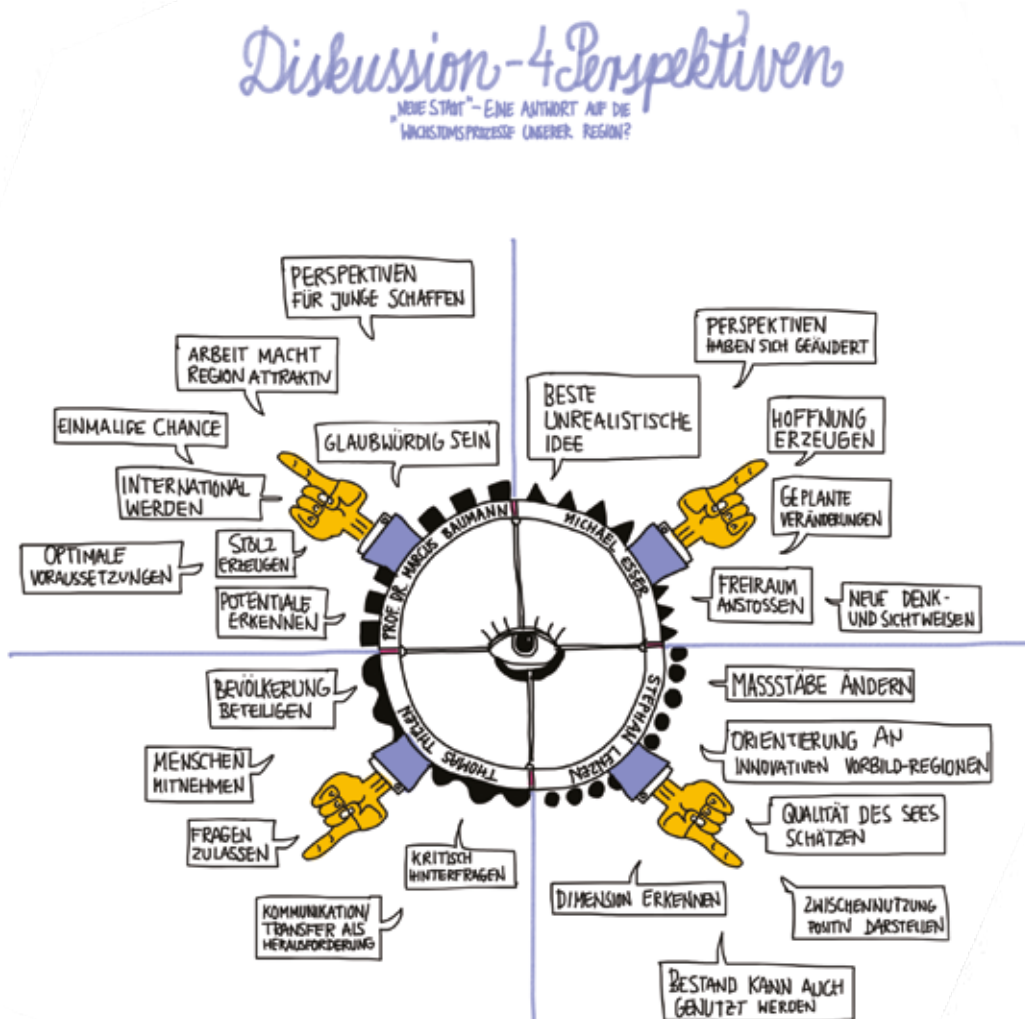 Diskussion - 4 Perspektiven
„NEUE STADT" - EINE ANTWORT AUF DIE
WACHSTUMSPROZESSE UNSERER REGION?
PERSPEKTIVEN
FÜR JUNGE SCHAFFEN
ARBEIT MACHT
REGION ATTRAKTIV
EINMALIGE CHANCE
GLAUBWÜRDIG SEIN
INTERNATIONAL
WERDEN
STOLZ
ERZEUGEN
OPTIMALE
VORAUSSETZUNGEN
POTENTIALE
ERKENNEN
PROF. DR. MARCUS BAUMANN
PERSPEKTIVEN
HABEN SICH GEÄNDERT
BESTE
UNREALISTISCHE
IDEE
HOFFNUNG
ERZEUGEN
GEPLANTE
VERÄNDERUNGEN
FREIRAUM
ANSTOSSEN
NEUE DENK-
UND SICHTWEISEN
MICHAEL ESSER
BEVÖLKERUNG
BETEILIGEN
MENSCHEN
MITNEHMEN
FRAGEN
ZULASSEN
KRITISCH
HINTERFRAGEN
KOMMUNIKATION/
TRANSFER ALS
HERAUSFORDERUNG
THOMAS THELEN
MASSSTÄBE ÄNDERN
ORIENTIERUNG AN
INNOVATIVEN VORBILD-REGIONEN
QUALITÄT DES SEES
SCHÄTZEN
DIMENSION ERKENNEN
ZWISCHENNUTZUNG
POSITIV DARSTELLEN
BESTAND KANN AUCH
GENUTZT WERDEN
STEPHAN LENZEN